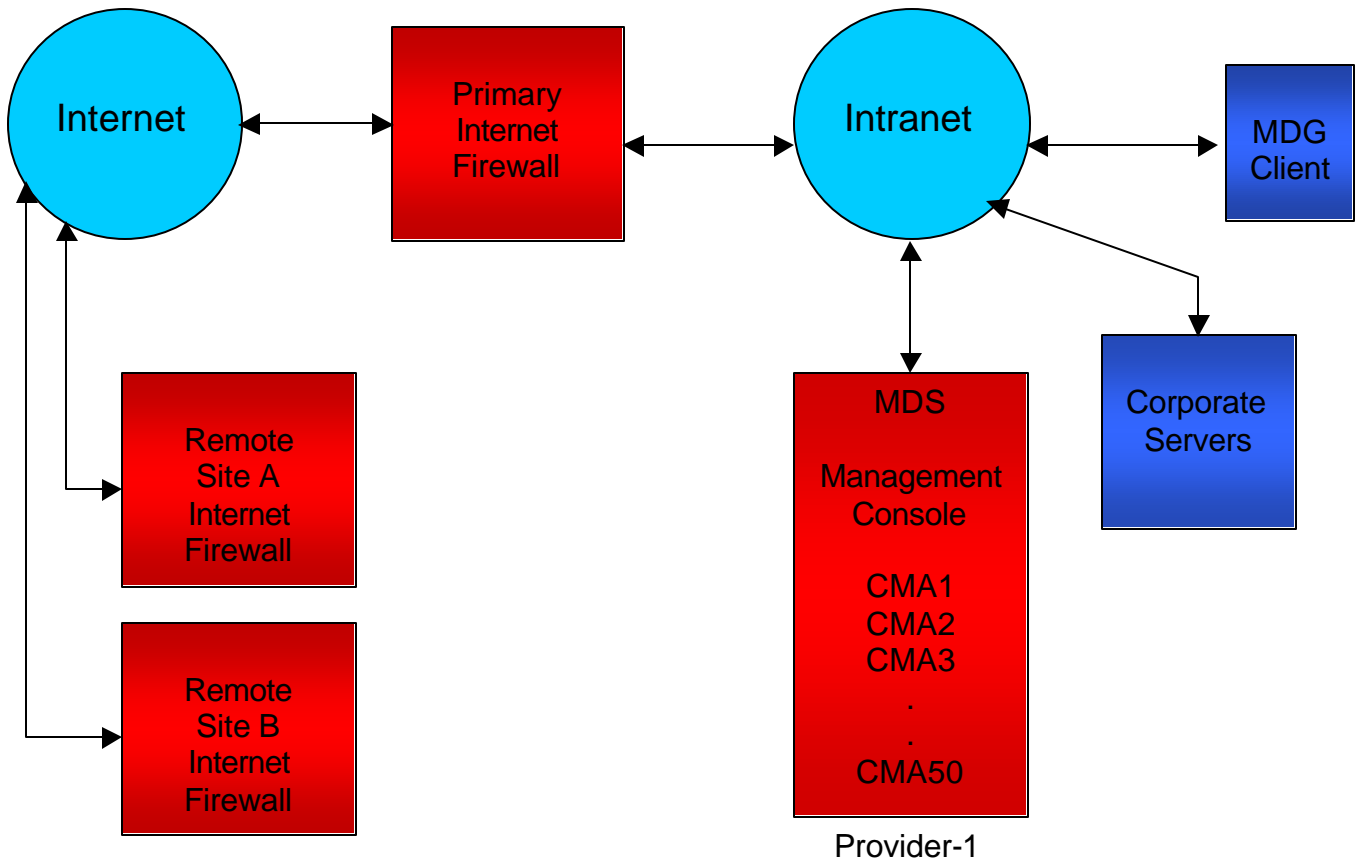 Internet
Primary
Internet
Firewall
Intranet
MDG
Client
Remote
Site A
Internet
Firewall
MDS
Management
Console
CMA1
CMA2
CMA3
.
.
CMA50
Corporate
Servers
Remote
Site B
Internet
Firewall
Provider-1